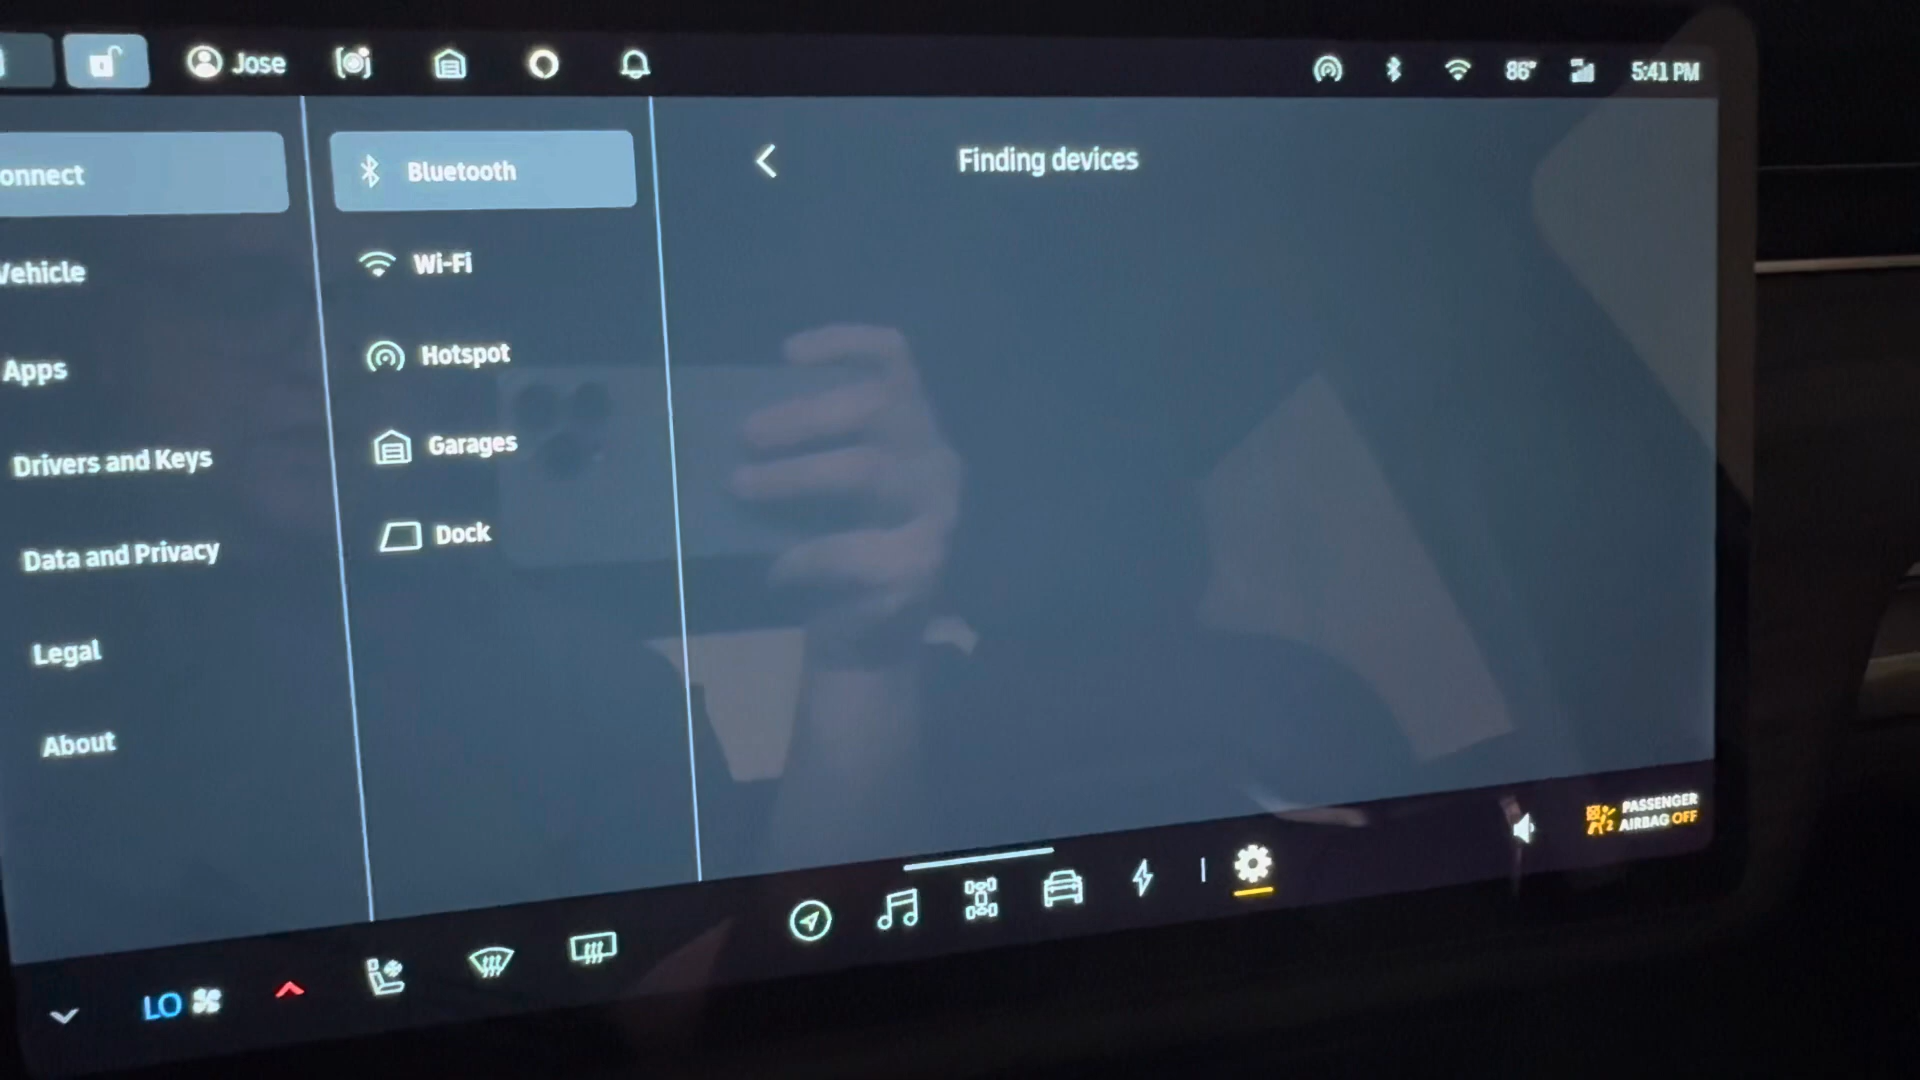 Jose
86°
5:41 PM
onnect
Vehicle
Apps
Drivers and Keys
Data and Privacy
Legal
About
Bluetooth
Wi-Fi
Hotspot
Garages
Dock
Finding devices
LO
PASSENGER
AIRBAG OFF